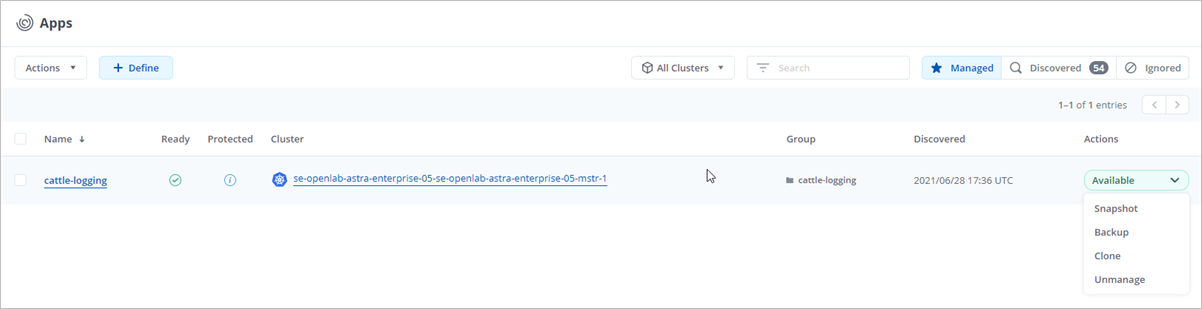 Apps
Actions
+ Define
All Clusters
Search
Managed
Discovered 54
Ignored
1–1 of 1 entries
Name
Ready
Protected
Cluster
Group
Discovered
Actions
cattle-logging
se-openlab-astra-enterprise-05-se-openlab-astra-enterprise-05-mstr-1
cattle-logging
2021/06/28 17:36 UTC
Available
Snapshot
Backup
Clone
Unmanage